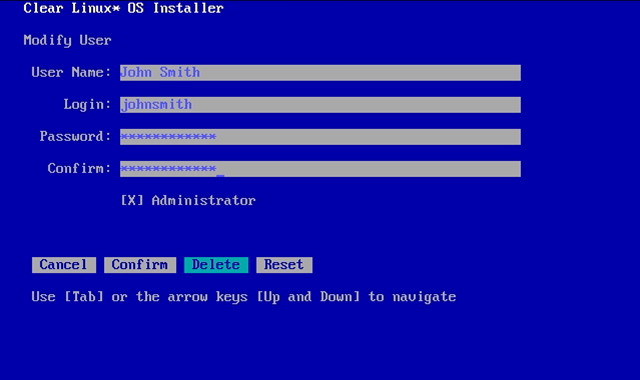 Clear Linux* OS Installer
Modify User
User Name: John Smith
Login: johnsmith
Password: ************
Confirm: ************_
[X] Administrator
Cancel Confirm Delete Reset
Use [Tab] or the arrow keys [Up and Down] to navigate